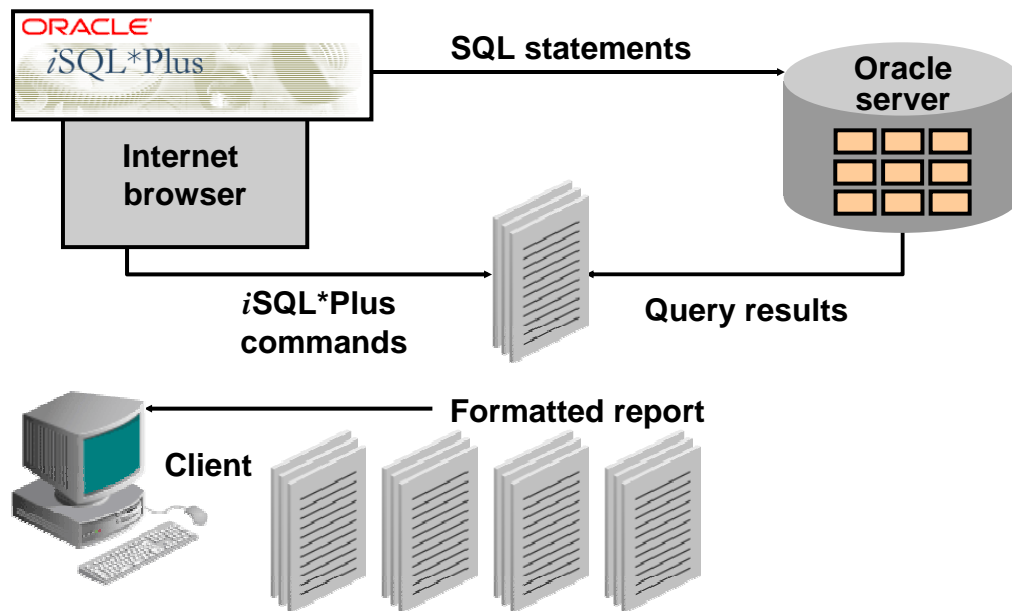 ORACLE'
iSQL*Plus
SQL statements
Oracle
server
Internet
browser
iSQL*Plus
commands
Query results
Formatted report
Client